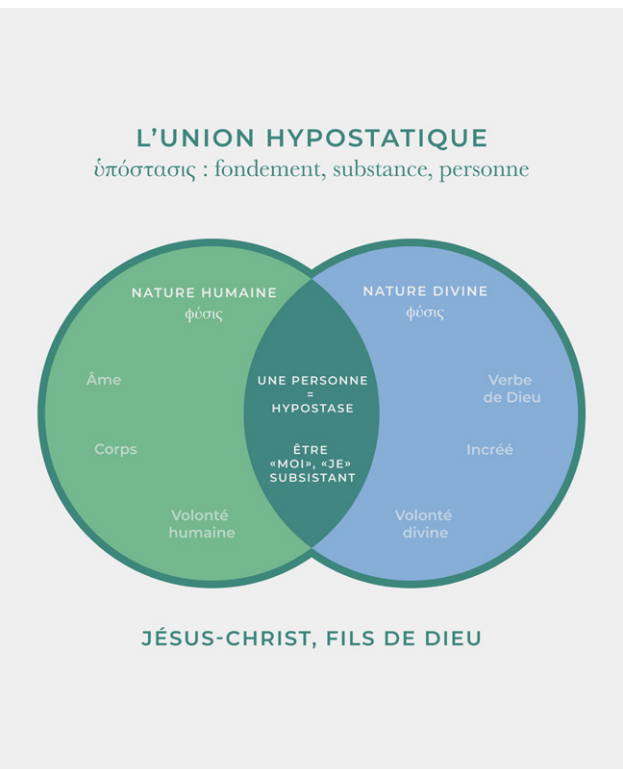 L'UNION HYPOSTATIQUE
ὑπόστασις : fondement, substance, personne
NATURE HUMAINE
φύσις
Âme
Corps
Volonté
humaine
UNE PERSONNE
=
HYPOSTASE
ÊTRE
«MOI», «JE»
SUBSISTANT
NATURE DIVINE
φύσις
Verbe
de Dieu
Incréé
Volonté
divine
JÉSUS-CHRIST, FILS DE DIEU